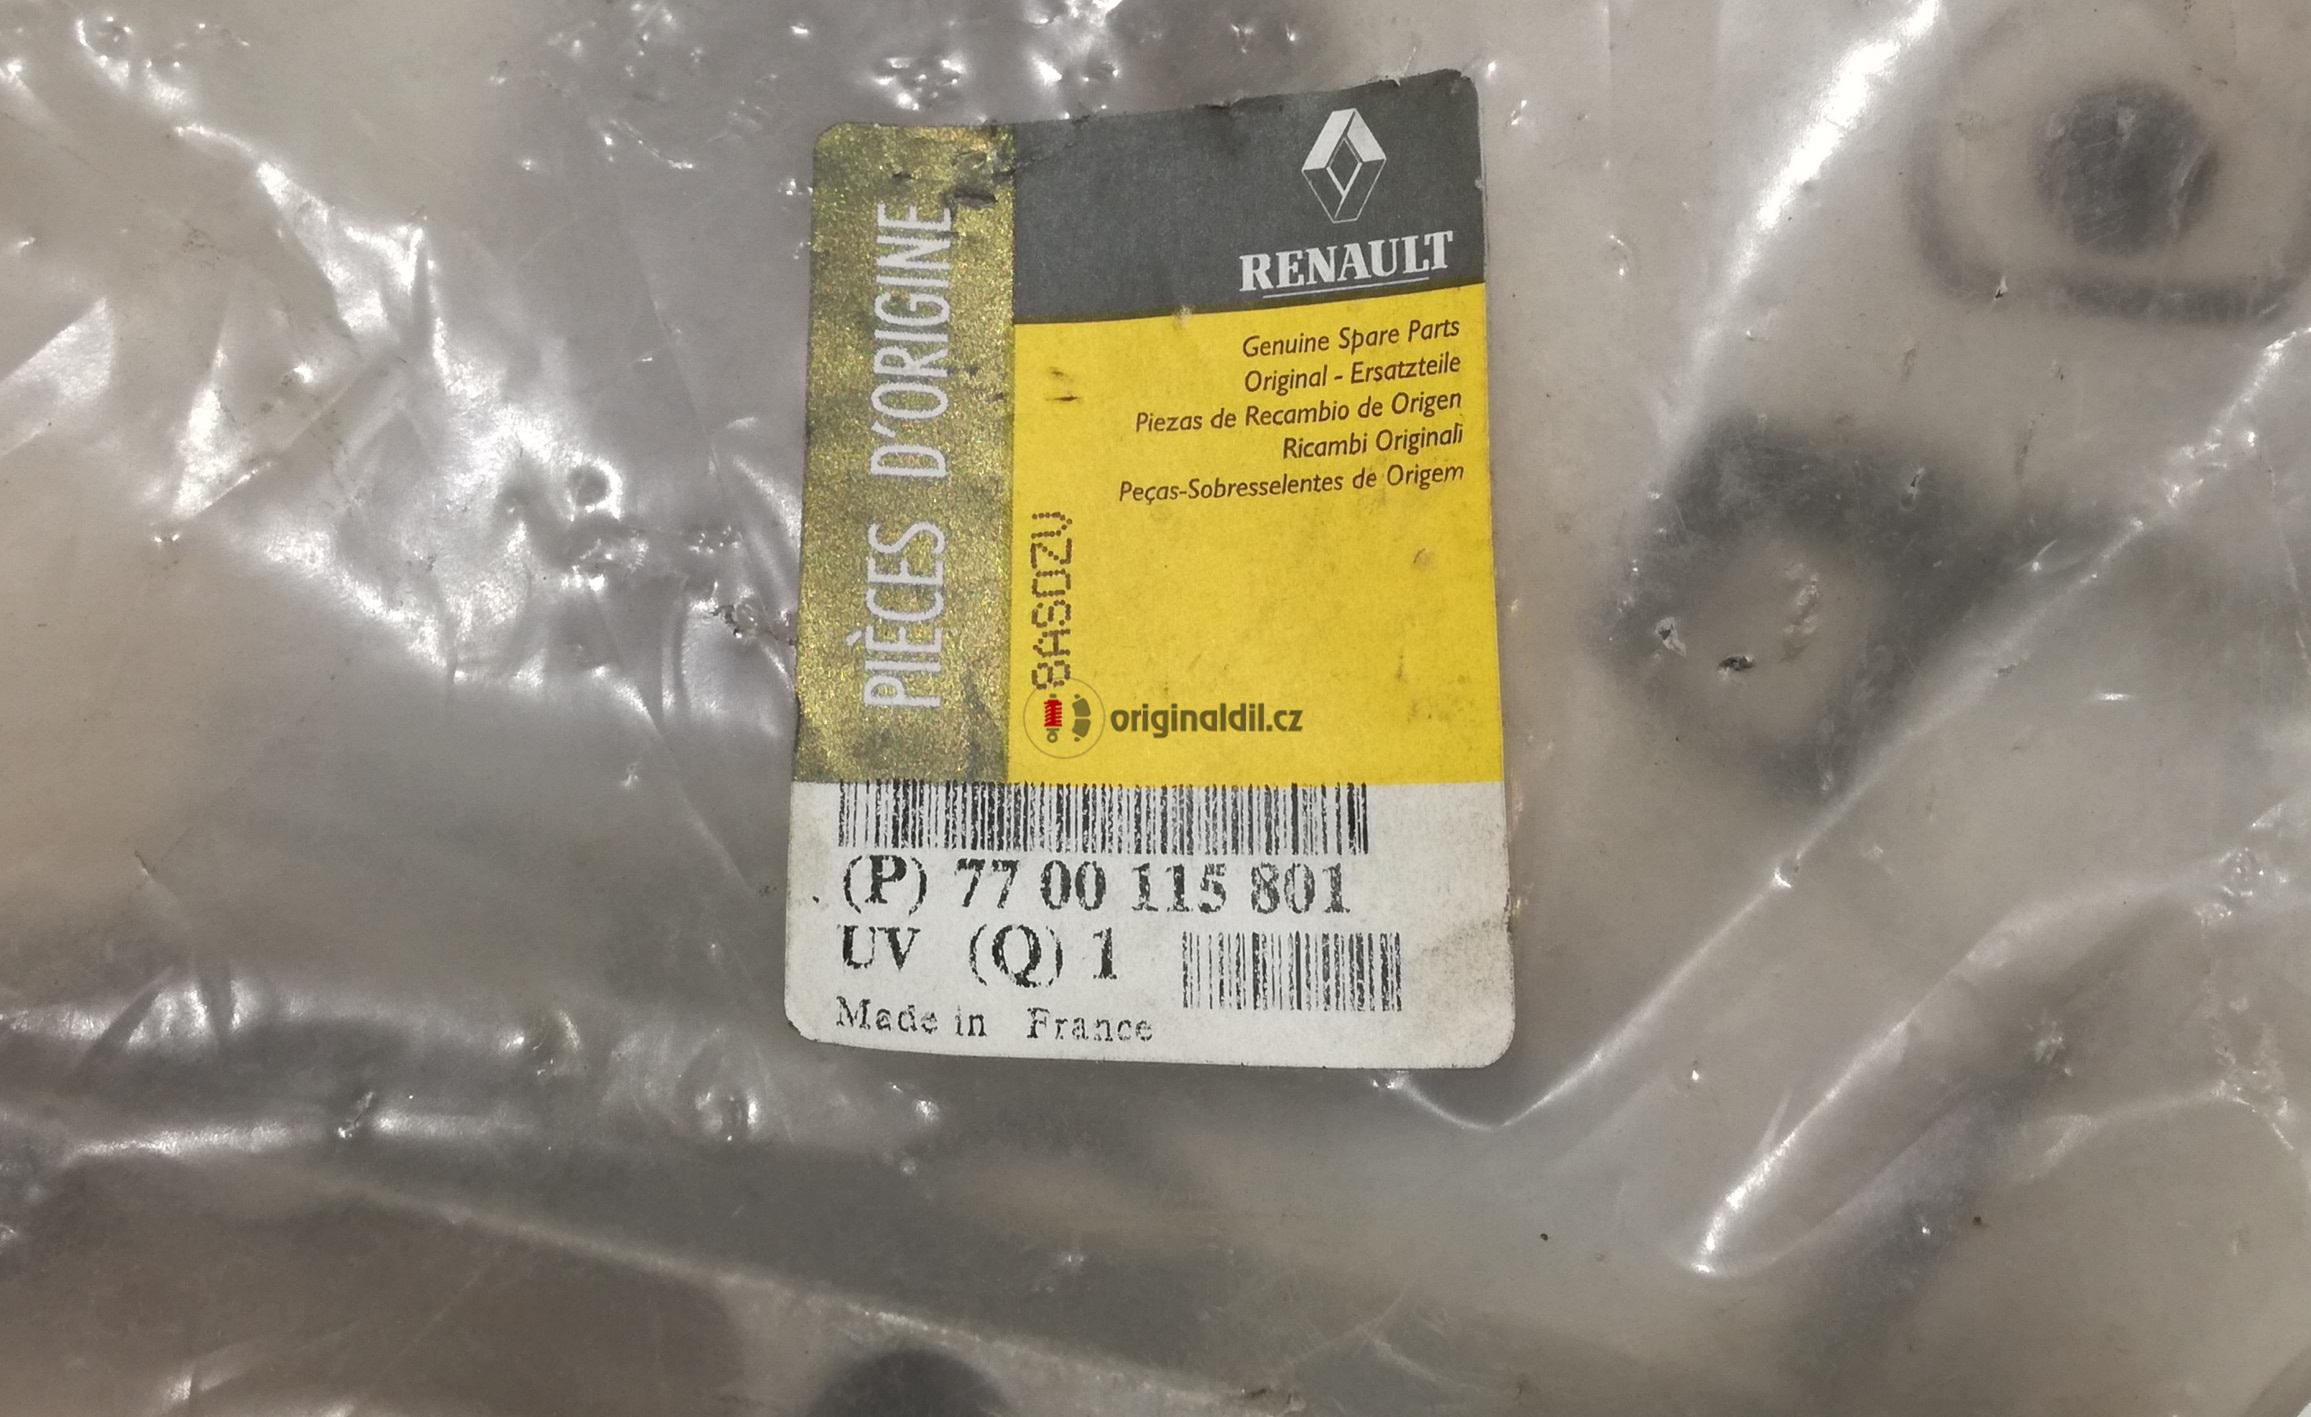 PIÈCES D'ORIGINE
RENAULT
Genuine Spare Parts
Original - Ersatzteile
Piezas de Recambio de Origen
Ricambi Originali
Peças-Sobresselentes de Origem
8ASOZU
originaldil.cz
(P) 77 00 115 801
UV (Q) 1
Made in France